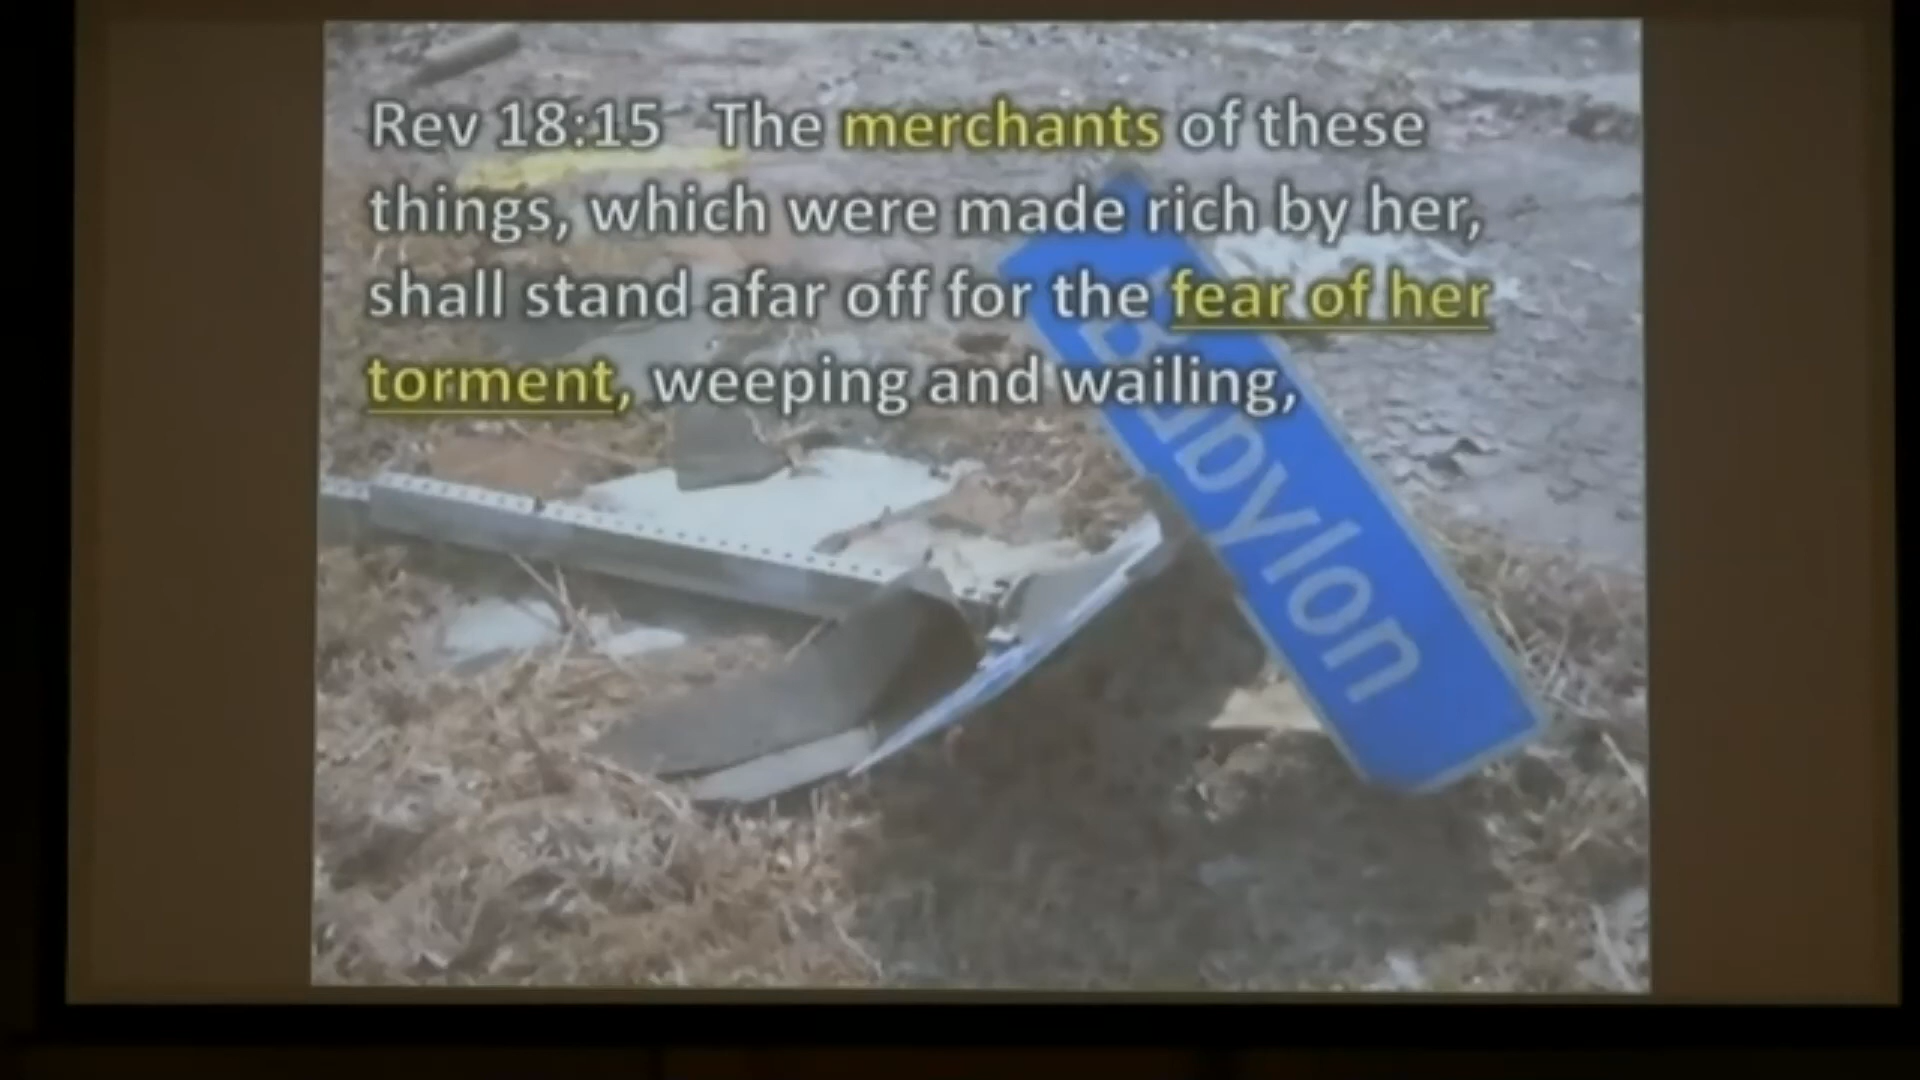 Rev 18:15 The merchants of these
things, which were made rich by her,
shall stand afar off for the fear of her
torment, weeping and wailing,
Babylon